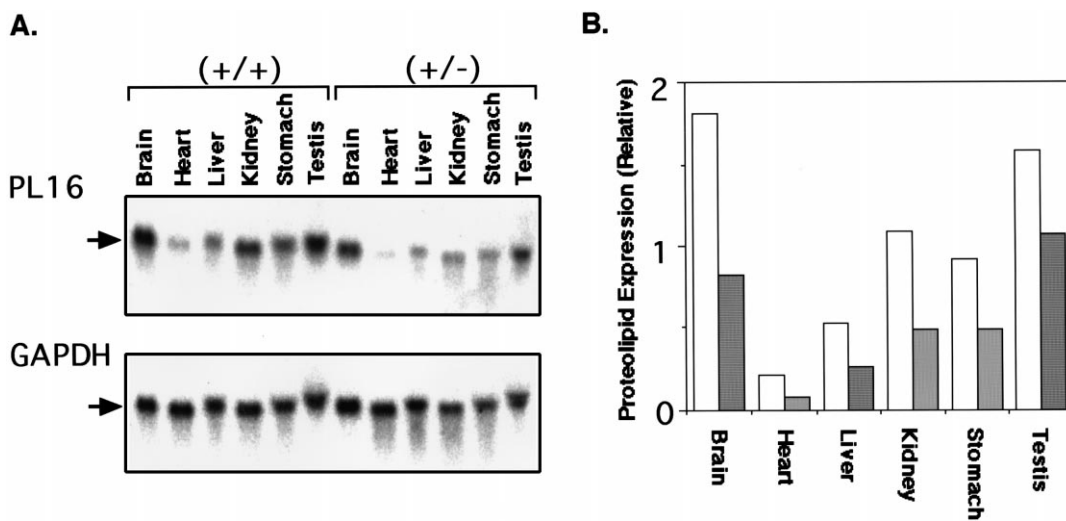 A.
(+/+) (+/-)
Brain Heart Liver Kidney Stomach Testis Brain Heart Liver Kidney Stomach Testis
PL16
GAPDH
B.
Proteolipid Expression (Relative)
2
1
0
Brain Heart Liver Kidney Stomach Testis